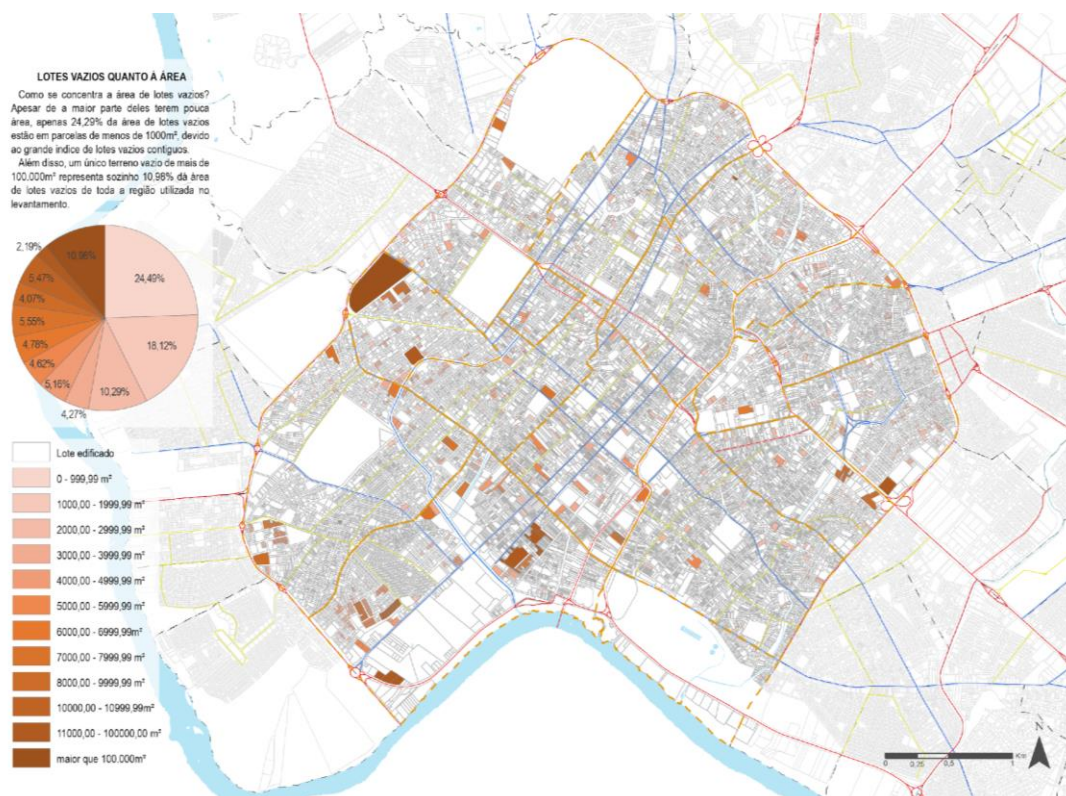 LOTES VAZIOS QUANTO À ÁREA
Como se concentra a área de lotes vazios?
Apesar de a maior parte deles terem pouca
área, apenas 24,29% da área de lotes vazios
estão em parcelas de menos de 1000m², devido
ao grande indice de lotes vazios contíguos.
Além disso, um único terreno vazio de mais de
100.000m² representa sozinho 10,98% da área
de lotes vazios de toda a região utilizada no
levantamento.
2,19%
10,98%
5,47%
24,49%
4,07%
5,55%
4,78%
18,12%
4,62%
5,16%
10,29%
4,27%
Lote edificado
0 - 999,99 m²
1000,00 - 1999,99 m²
2000,00 - 2999,99 m²
3000,00 - 3999,99 m²
4000,00 - 4999,99 m²
5000,00 - 5999,99 m²
6000,00 - 6999,99m²
7000,00 - 7999,99 m²
8000,00 - 9999,99 m²
10000,00 - 10999,99m²
11000,00 - 100000,00 m²
maior que 100.000m²
N
0 0,25 0,5 1